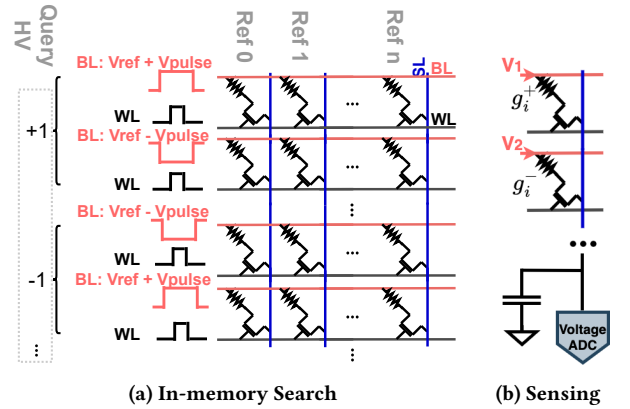 Query
HV
Ref 0
Ref 1
Ref n
BL: Vref + Vpulse
SL
BL
WL
WL
+1
BL: Vref - Vpulse
WL
...
...
BL: Vref - Vpulse
WL
-1
BL: Vref + Vpulse
...
WL
...
...
(a) In-memory Search
V1
g_i^+
V2
g_i^-
...
Voltage
ADC
(b) Sensing